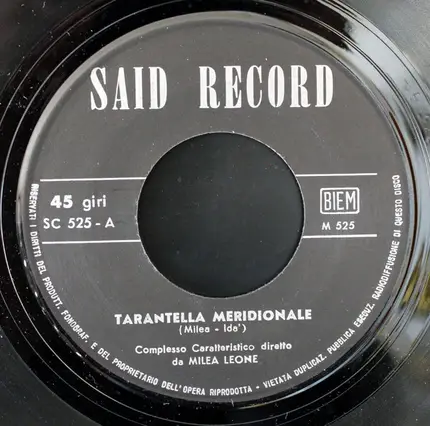 SAID RECORD
45 giri
SC 525 - A
BIEM
M 525
TARANTELLA MERIDIONALE
(Milea - Ide')
Complesso Caratteristico diretto
da MILEA LEONE
RISERVATI I DIRITTI DEL PRODUTT. FONOGRAF. E DEL PROPRIETARIO DELL'OPERA RIPRODOTTA - VIETATA DUPLICAZ. PUBBLICA ESECUZ. RADIODIFFUSIONE DI QUESTO DISCO